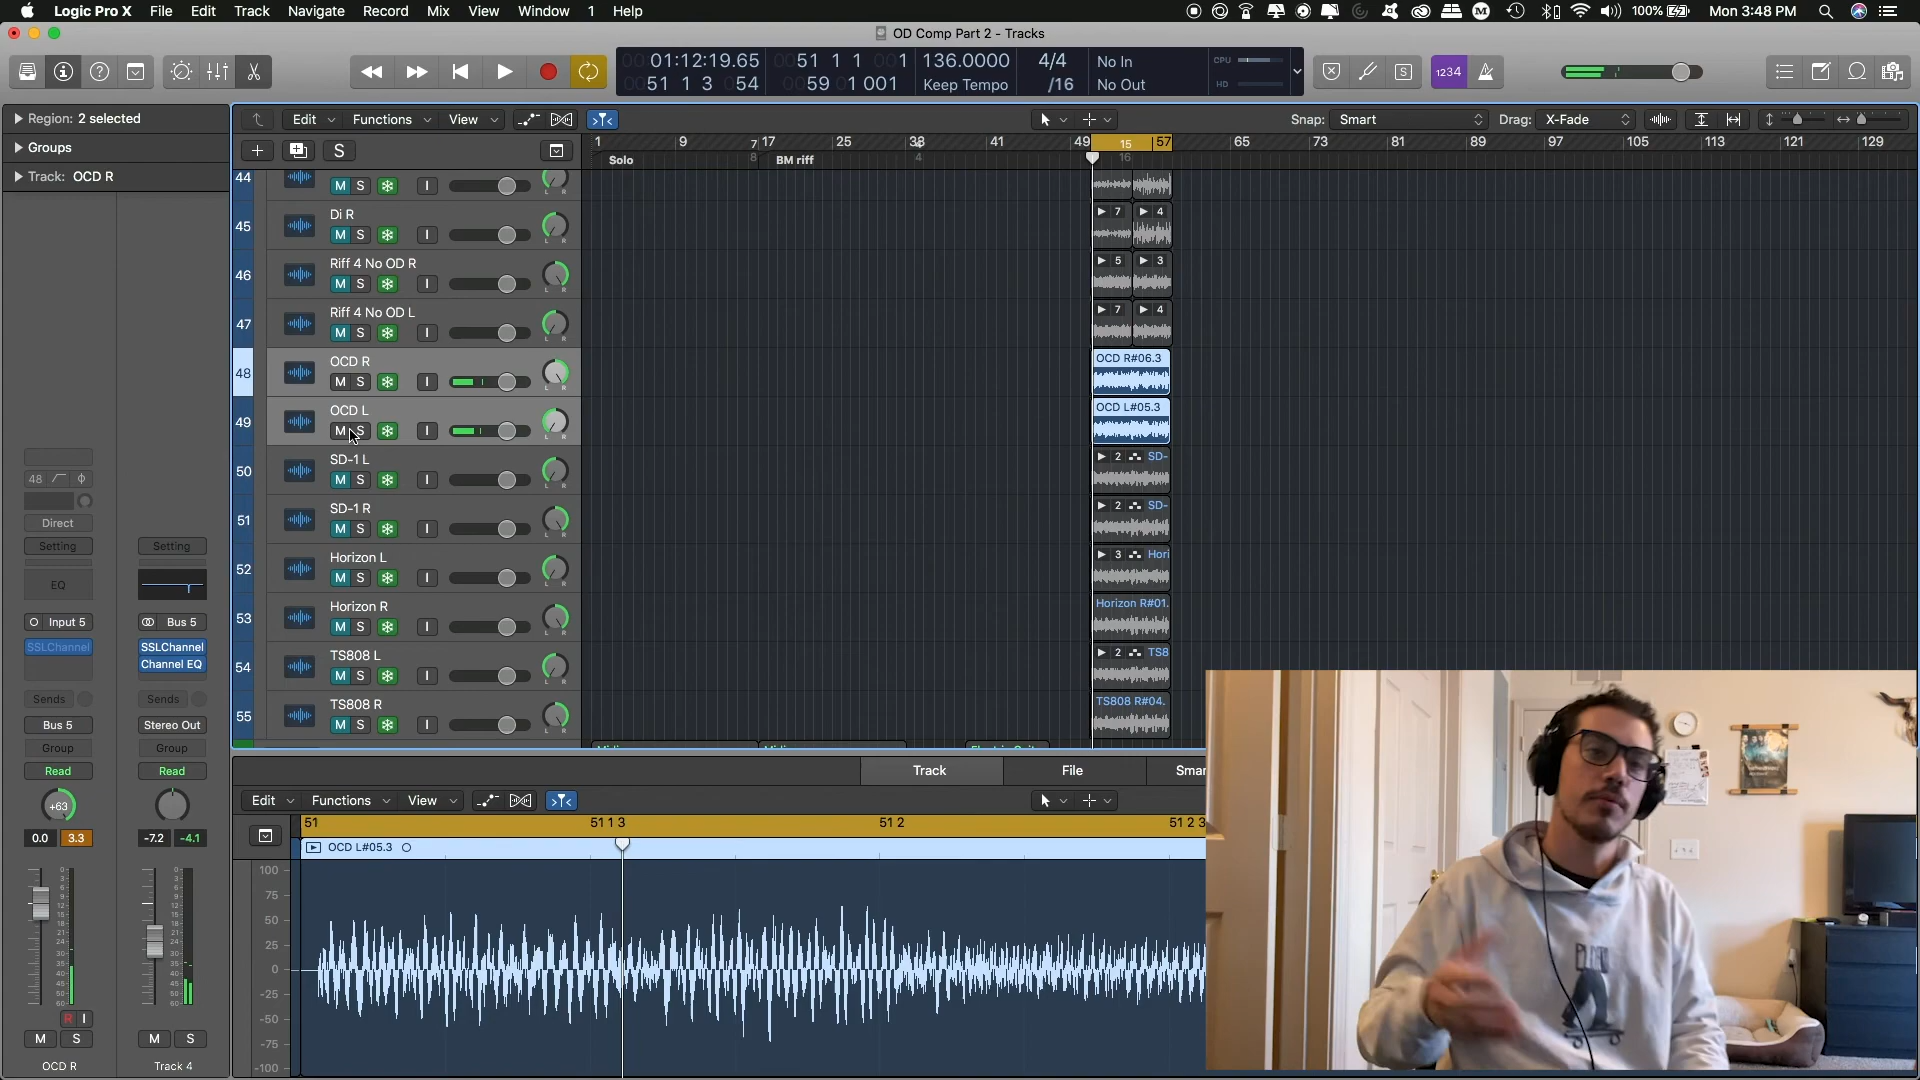 Logic Pro X File Edit Track Navigate Record Mix View Window 1 Help
100% Mon 3:48 PM
OD Comp Part 2 - Tracks
01:12:19.65 51 1 1 1 136.0000 4/4 No In CPU
51 1 3 54 59 1 001 Keep Tempo /16 No Out HD
1234
Region: 2 selected
Groups
Track: OCD R
Edit Functions View
Snap: Smart Drag: X-Fade
1 9 17 25 33 41 49 57 65 73 81 89 97 105 113 121 129
7 8 4 15 16
Solo BM riff
S
44 M S I
45 Di R M S I 7 4
46 Riff 4 No OD R M S I 5 3
47 Riff 4 No OD L M S I 7 4
48 OCD R M S I OCD R#06.3
49 OCD L M S I OCD L#05.3
50 SD-1 L M S I 2 SD-
51 SD-1 R M S I 2 SD-
52 Horizon L M S I 3 Hori
53 Horizon R M S I Horizon R#01.
54 TS808 L M S I 2 TS8
55 TS808 R M S I TS808 R#04.
48
Direct
Setting Setting
EQ
Input 5 Bus 5
SSLChannel SSLChannel
Channel EQ
Sends Sends
Bus 5 Stereo Out
Group Group
Read Read
+63
0.0 3.3 -7.2 -4.1
R I
M S M S
OCD R Track 4
Track File Smar
Edit Functions View
51 51 1 3 51 2 51 2 3
OCD L#05.3
100
75
50
25
0
-25
-50
-75
-100